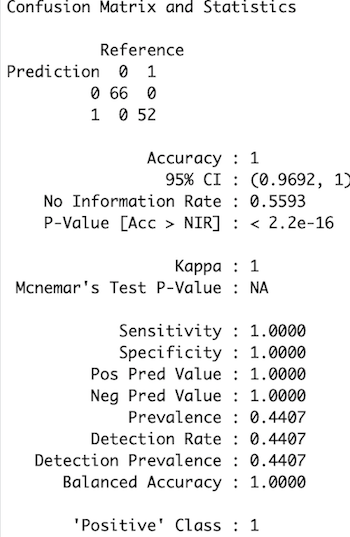 Confusion Matrix and Statistics
Reference
Prediction 0 1
0 66 0
1 0 52
Accuracy : 1
95% CI : (0.9692, 1)
No Information Rate : 0.5593
P-Value [Acc > NIR] : < 2.2e-16
Kappa : 1
Mcnemar's Test P-Value : NA
Sensitivity : 1.0000
Specificity : 1.0000
Pos Pred Value : 1.0000
Neg Pred Value : 1.0000
Prevalence : 0.4407
Detection Rate : 0.4407
Detection Prevalence : 0.4407
Balanced Accuracy : 1.0000
'Positive' Class : 1